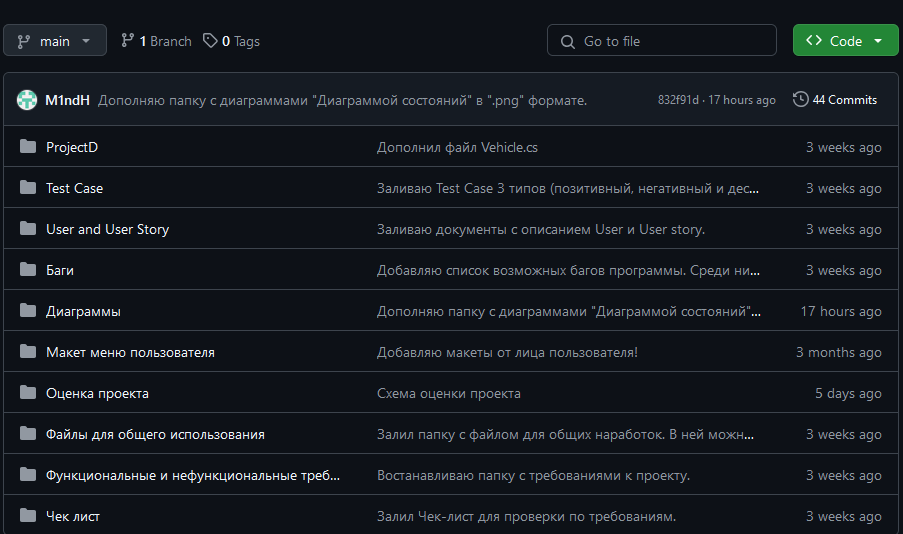 main 1 Branch 0 Tags Go to file Code
M1ndH Дополняю папку с диаграммами "Диаграммой состояний" в ".png" формате. 832f91d · 17 hours ago 44 Commits
ProjectD Дополнил файл Vehicle.cs 3 weeks ago
Test Case Заливаю Test Case 3 типов (позитивный, негативный и дес... 3 weeks ago
User and User Story Заливаю документы с описанием User и User story. 3 weeks ago
Баги Добавляю список возможных багов программы. Среди ни... 3 weeks ago
Диаграммы Дополняю папку с диаграммами "Диаграммой состояний"... 17 hours ago
Макет меню пользователя Добавляю макеты от лица пользователя! 3 months ago
Оценка проекта Схема оценки проекта 5 days ago
Файлы для общего использования Залил папку с файлом для общих наработок. В ней можн... 3 weeks ago
Функциональные и нефункциональные треб... Востанавливаю папку с требованиями к проекту. 3 weeks ago
Чек лист Залил Чек-лист для проверки по требованиям. 3 weeks ago